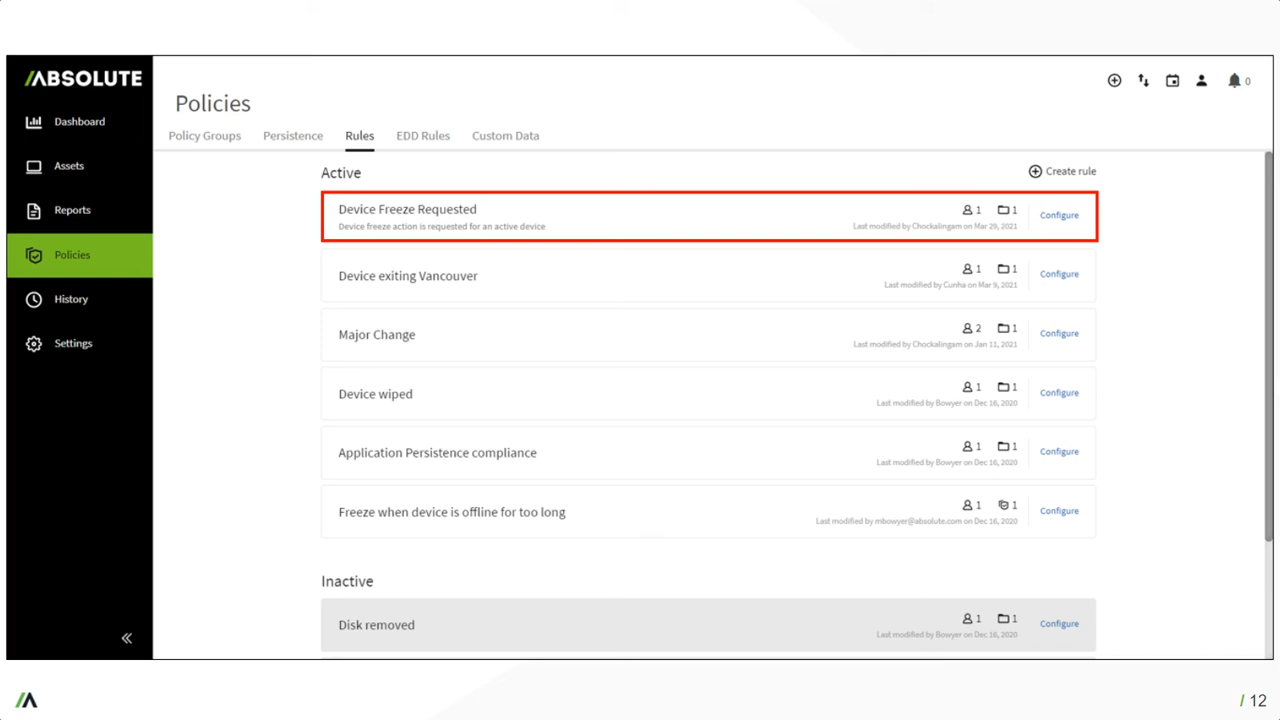 ABSOLUTE
Dashboard
Assets
Reports
Policies
History
Settings
0
Policies
Policy Groups Persistence Rules EDD Rules Custom Data
Active
Create rule
Device Freeze Requested
Device freeze action is requested for an active device
1 1
Last modified by Chockalingam on Mar 29, 2021
Configure
Device exiting Vancouver
1 1
Last modified by Cunha on Mar 9, 2021
Configure
Major Change
2 1
Last modified by Chockalingam on Jan 11, 2021
Configure
Device wiped
1 1
Last modified by Bowyer on Dec 16, 2020
Configure
Application Persistence compliance
1 1
Last modified by Bowyer on Dec 16, 2020
Configure
Freeze when device is offline for too long
1 1
Last modified by mbowyer@absolute.com on Dec 16, 2020
Configure
Inactive
Disk removed
1 1
Last modified by Bowyer on Dec 16, 2020
Configure
/ 12